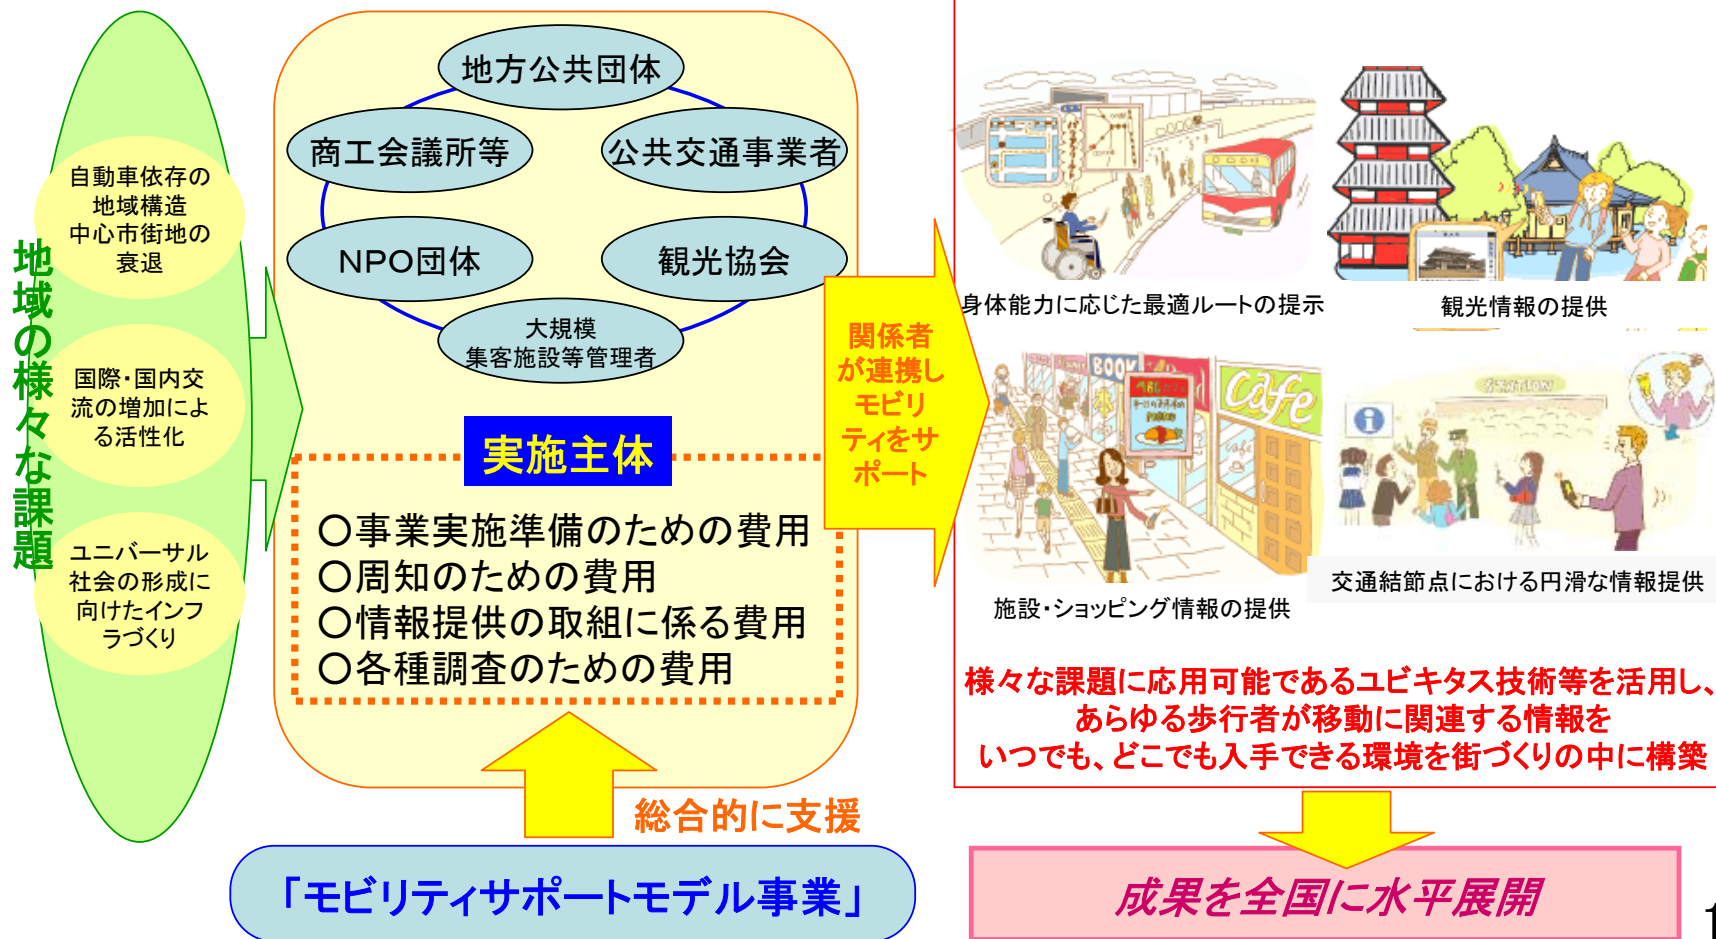 地域の様々な課題
自動車依存の
地域構造
中心市街地の
衰退
国際・国内交
流の増加によ
る活性化
ユニバーサル
社会の形成に
向けたインフ
ラづくり
地方公共団体
商工会議所等
公共交通事業者
NPO団体
観光協会
大規模
集客施設等管理者
実施主体
〇事業実施準備のための費用
〇周知のための費用
〇情報提供の取組に係る費用
〇各種調査のための費用
総合的に支援
「モビリティサポートモデル事業」
関係者
が連携し
モビリ
ティをサ
ポート
身体能力に応じた最適ルートの提示
観光情報の提供
BOOK
本
cafe
cafe
STATION
i
施設・ショッピング情報の提供
交通結節点における円滑な情報提供
様々な課題に応用可能であるユビキタス技術等を活用し、
あらゆる歩行者が移動に関連する情報を
いつでも、どこでも入手できる環境を街づくりの中に構築
成果を全国に水平展開